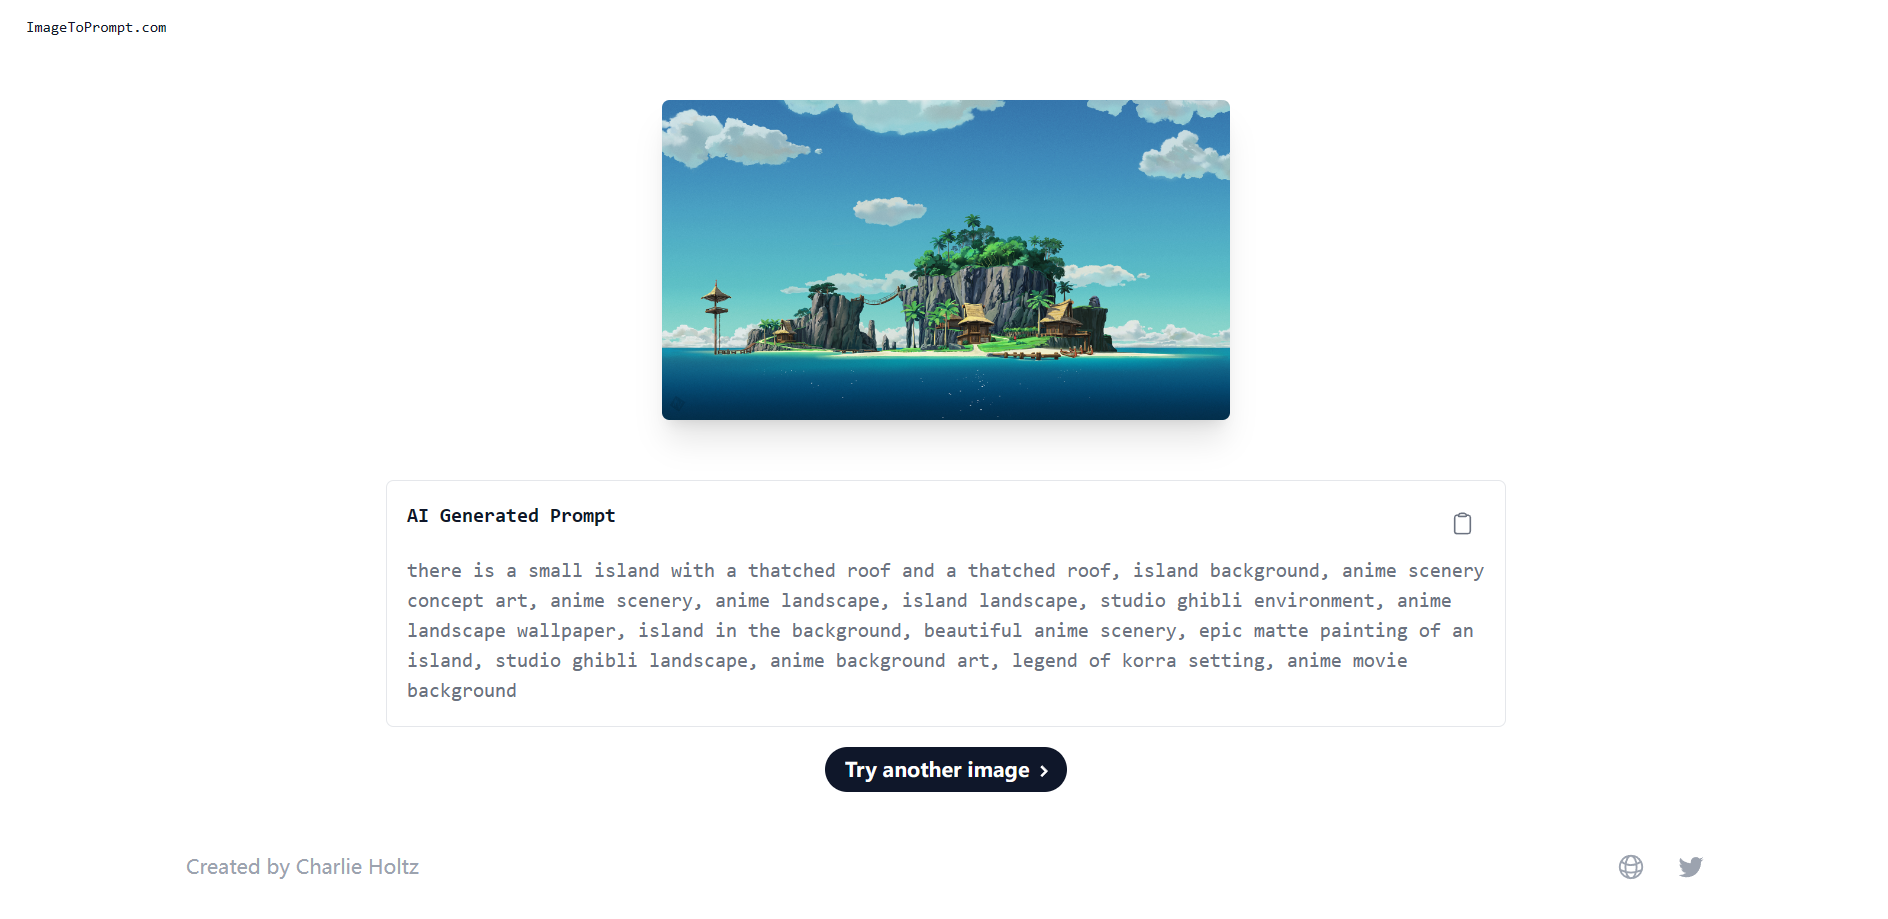 ImageToPrompt.com
AI Generated Prompt
there is a small island with a thatched roof and a thatched roof, island background, anime scenery
concept art, anime scenery, anime landscape, island landscape, studio ghibli environment, anime
landscape wallpaper, island in the background, beautiful anime scenery, epic matte painting of an
island, studio ghibli landscape, anime background art, legend of korra setting, anime movie
background
Try another image ›
Created by Charlie Holtz